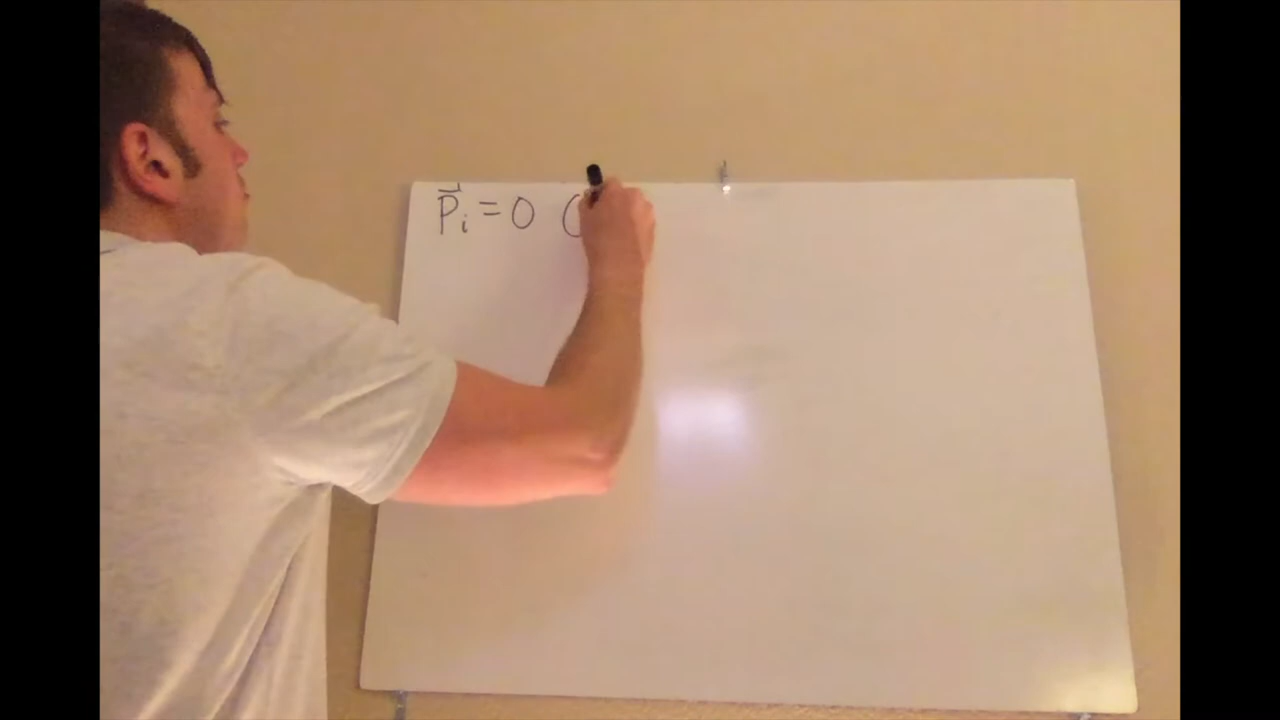 P⃗ᵢ = 0 (